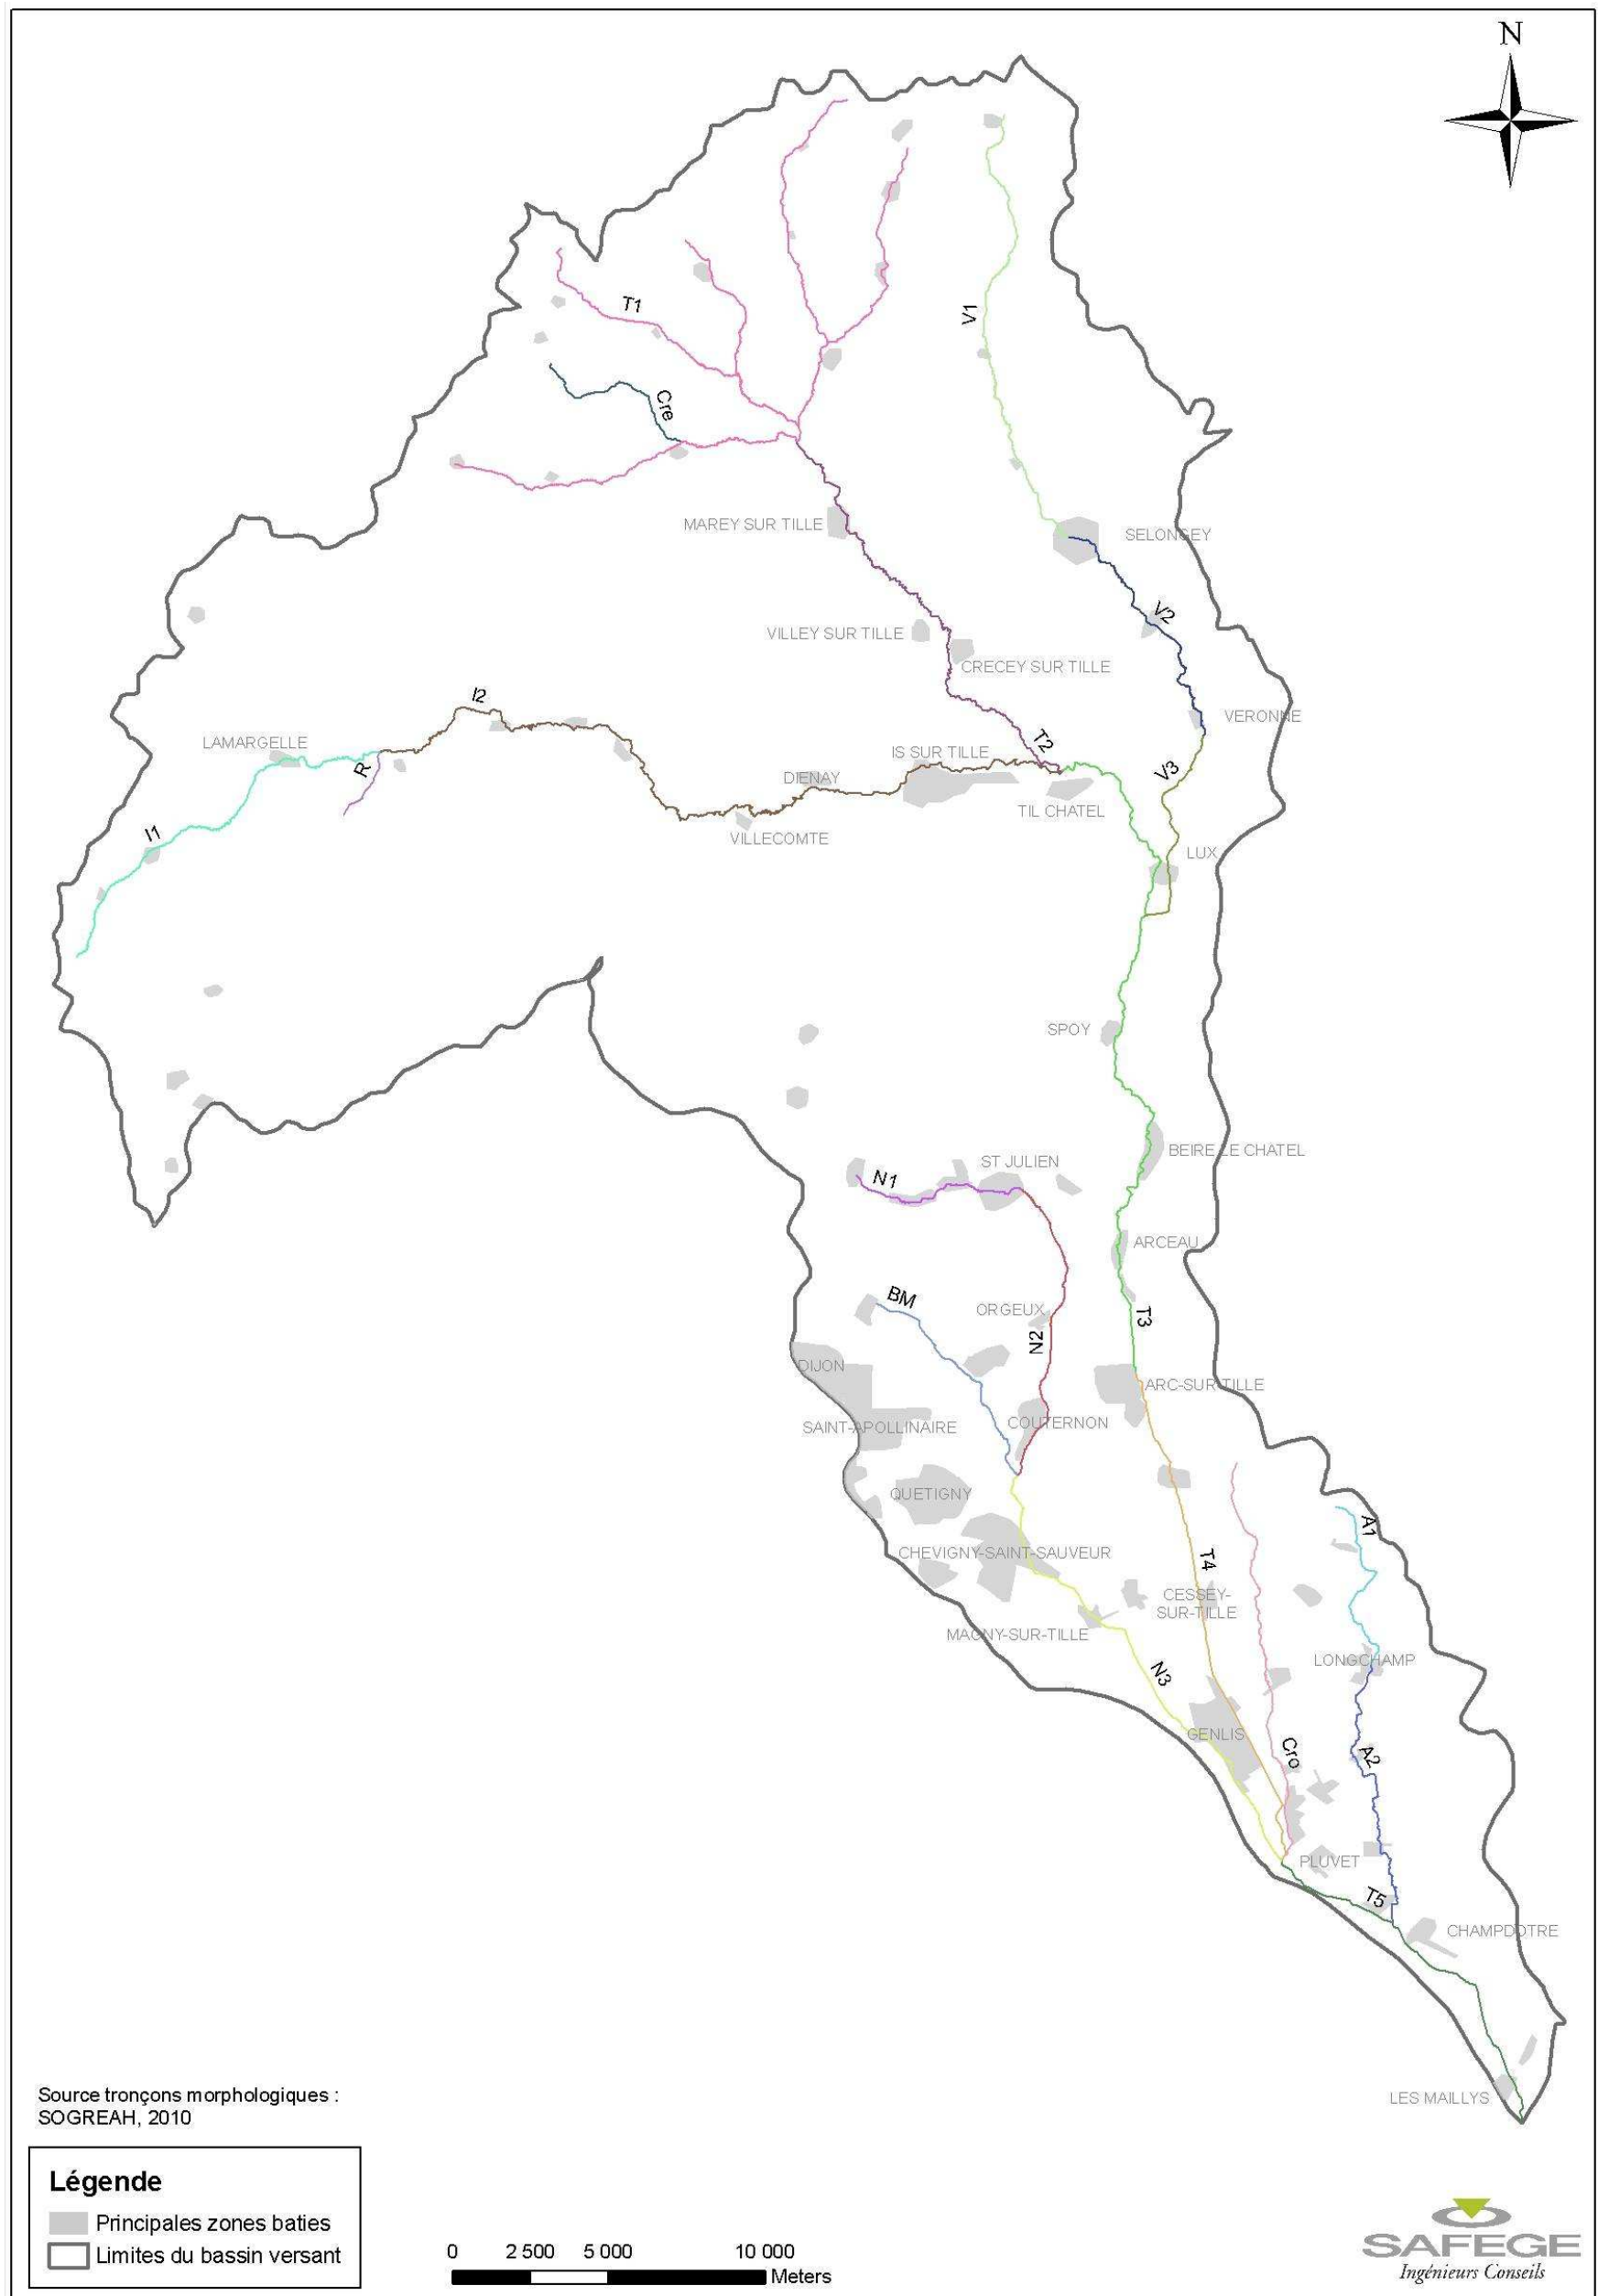 N
T1
V1
Cre
MAREY SUR TILLE
SELONGEY
V2
VILLEY SUR TILLE
CRECEY SUR TILLE
I2
VERONNE
LAMARGELLE
R
T2
IS SUR TILLE
V3
DIENAY
TIL CHATEL
I1
VILLECOMTE
LUX
SPOY
BEIRE LE CHATEL
ST JULIEN
N1
ARCEAU
BM
ORGEUX
T3
N2
DIJON
ARC-SUR-TILLE
COUTERNON
SAINT-APOLLINAIRE
QUETIGNY
A1
CHEVIGNY-SAINT-SAUVEUR
T4
CESSEY-
SUR-TILLE
MAGNY-SUR-TILLE
LONGCHAMP
N3
GENLIS
Cro
A2
PLUVET
T5
CHAMPDOTRE
LES MAILLYS
Source tronçons morphologiques :
SOGREAH, 2010
Légende
Principales zones baties
Limites du bassin versant
0 2 500 5 000 10 000
Meters
SAFEGE
Ingénieurs Conseils